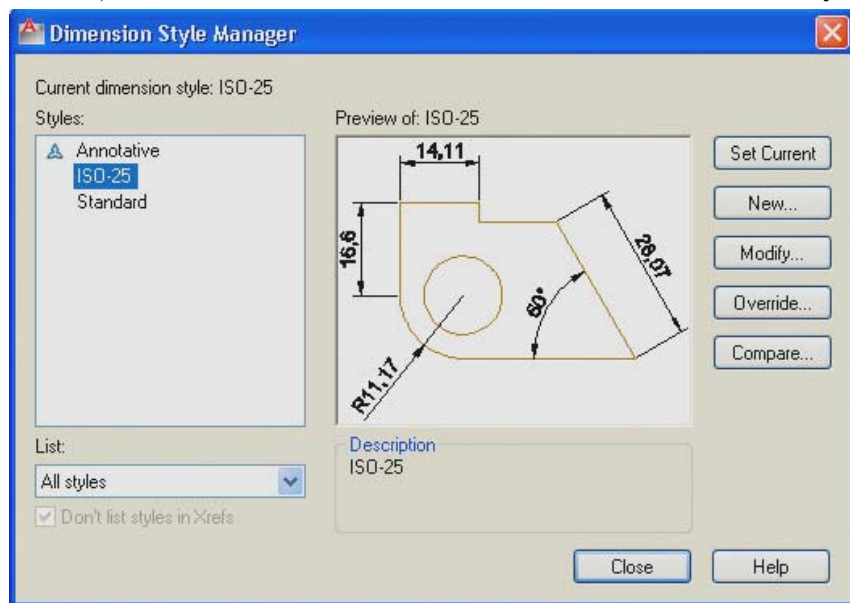 Dimension Style Manager
Current dimension style: ISO-25
Styles:
Annotative
ISO-25
Standard
Preview of: ISO-25
14,11
16,6
28,07
60°
R11,17
Set Current
New...
Modify...
Override...
Compare...
List:
All styles
Don't list styles in Xrefs
Description
ISO-25
Close
Help